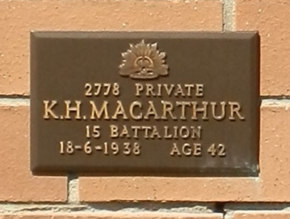 2778 PRIVATE
K.H. MACARTHUR
15 BATTALION
18-6-1938 AGE 42